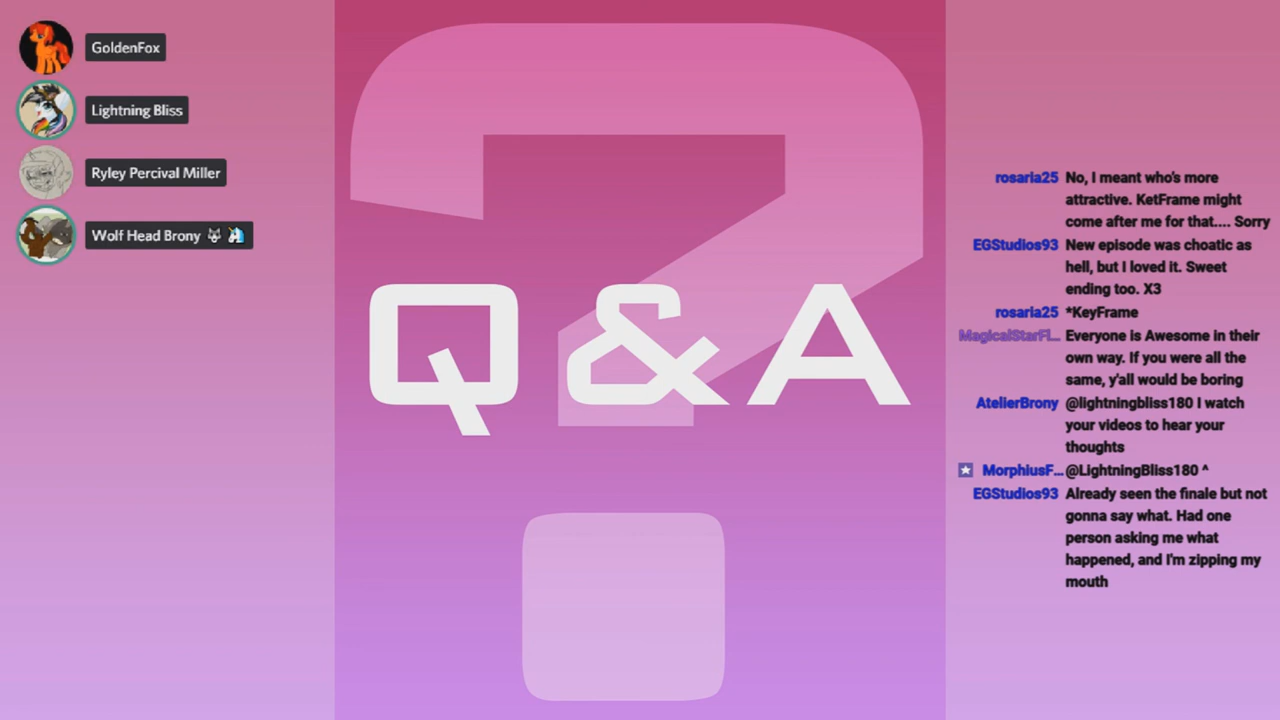 GoldenFox
Lightning Bliss
Ryley Percival Miller
Wolf Head Brony
?
Q & A
rosaria25 No, I meant who's more
attractive. KetFrame might
come after me for that.... Sorry
EGStudios93 New episode was choatic as
hell, but I loved it. Sweet
ending too. X3
rosaria25 *KeyFrame
MagicalStarFl... Everyone is Awesome in their
own way. If you were all the
same, y'all would be boring
AtelierBrony @lightningbliss180 I watch
your videos to hear your
thoughts
MorphiusF... @LightningBliss180 ^
EGStudios93 Already seen the finale but not
gonna say what. Had one
person asking me what
happened, and I'm zipping my
mouth